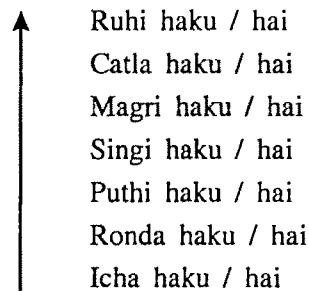 Ruhi haku / hai
Catla haku / hai
Magri haku / hai
Singi haku / hai
Puthi haku / hai
Ronda haku / hai
Icha haku / hai